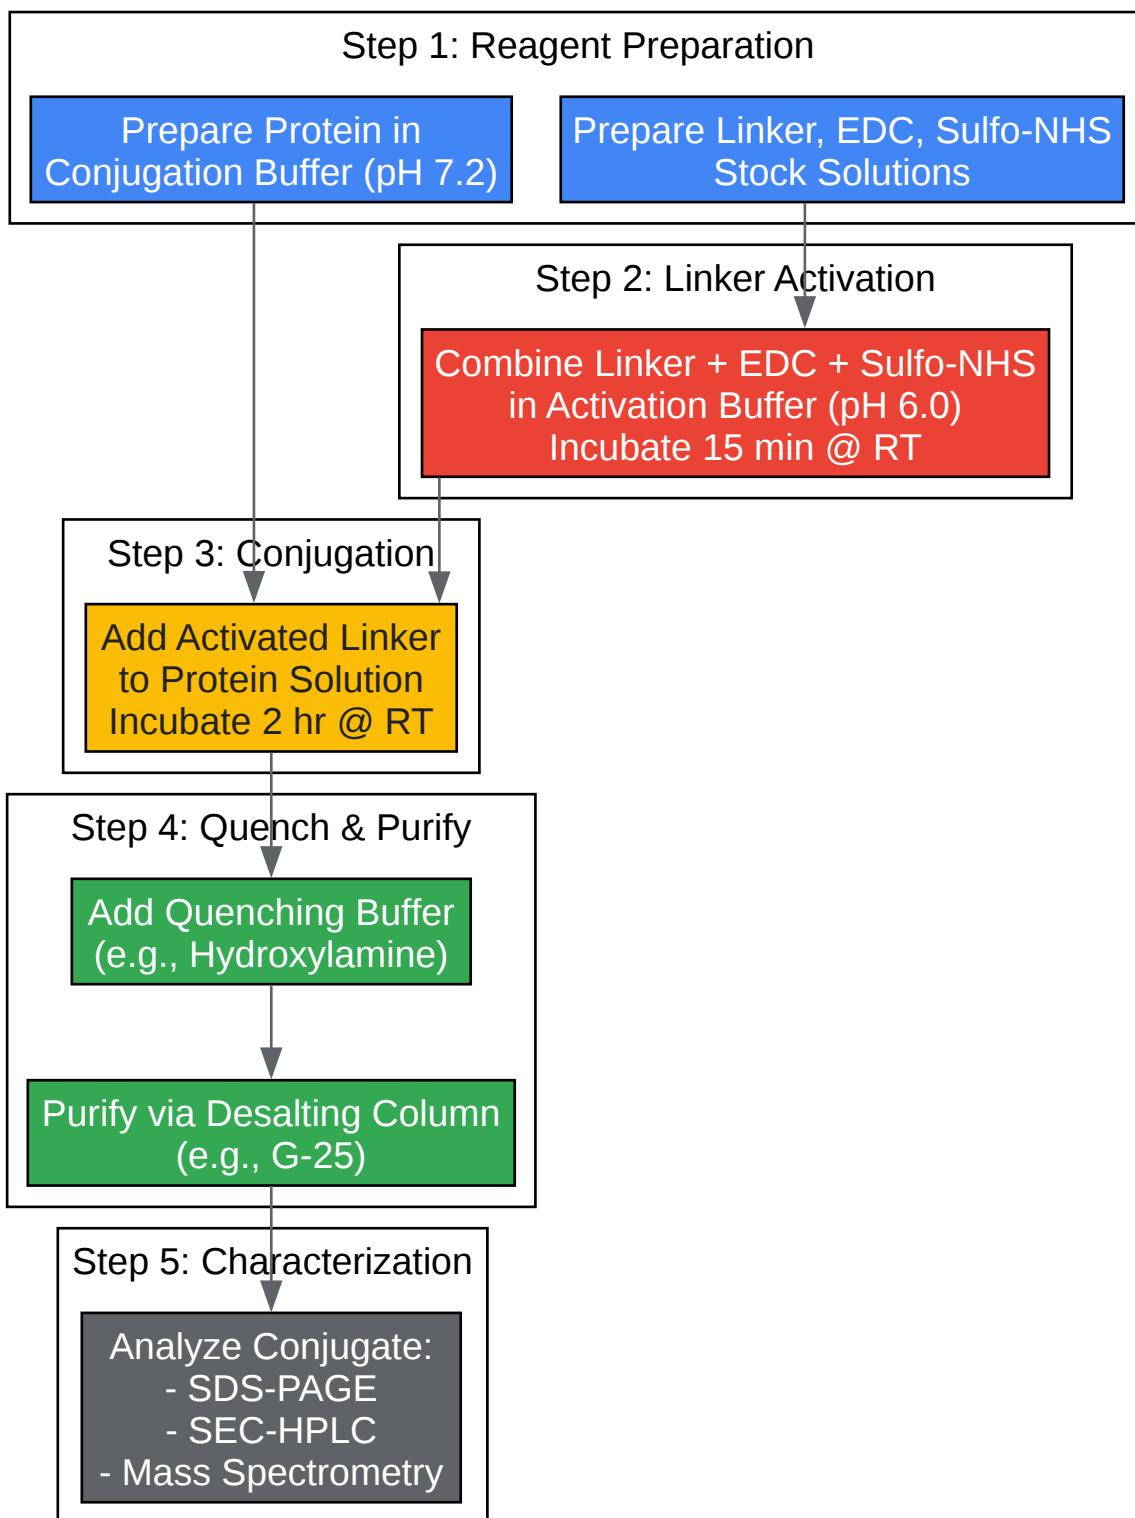 Step 1: Reagent Preparation
Prepare Protein in
Conjugation Buffer (pH 7.2)
Prepare Linker, EDC, Sulfo-NHS
Stock Solutions
Step 2: Linker Activation
Combine Linker + EDC + Sulfo-NHS
in Activation Buffer (pH 6.0)
Incubate 15 min @ RT
Step 3: Conjugation
Add Activated Linker
to Protein Solution
Incubate 2 hr @ RT
Step 4: Quench & Purify
Add Quenching Buffer
(e.g., Hydroxylamine)
Purify via Desalting Column
(e.g., G-25)
Step 5: Characterization
Analyze Conjugate:
- SDS-PAGE
- SEC-HPLC
- Mass Spectrometry